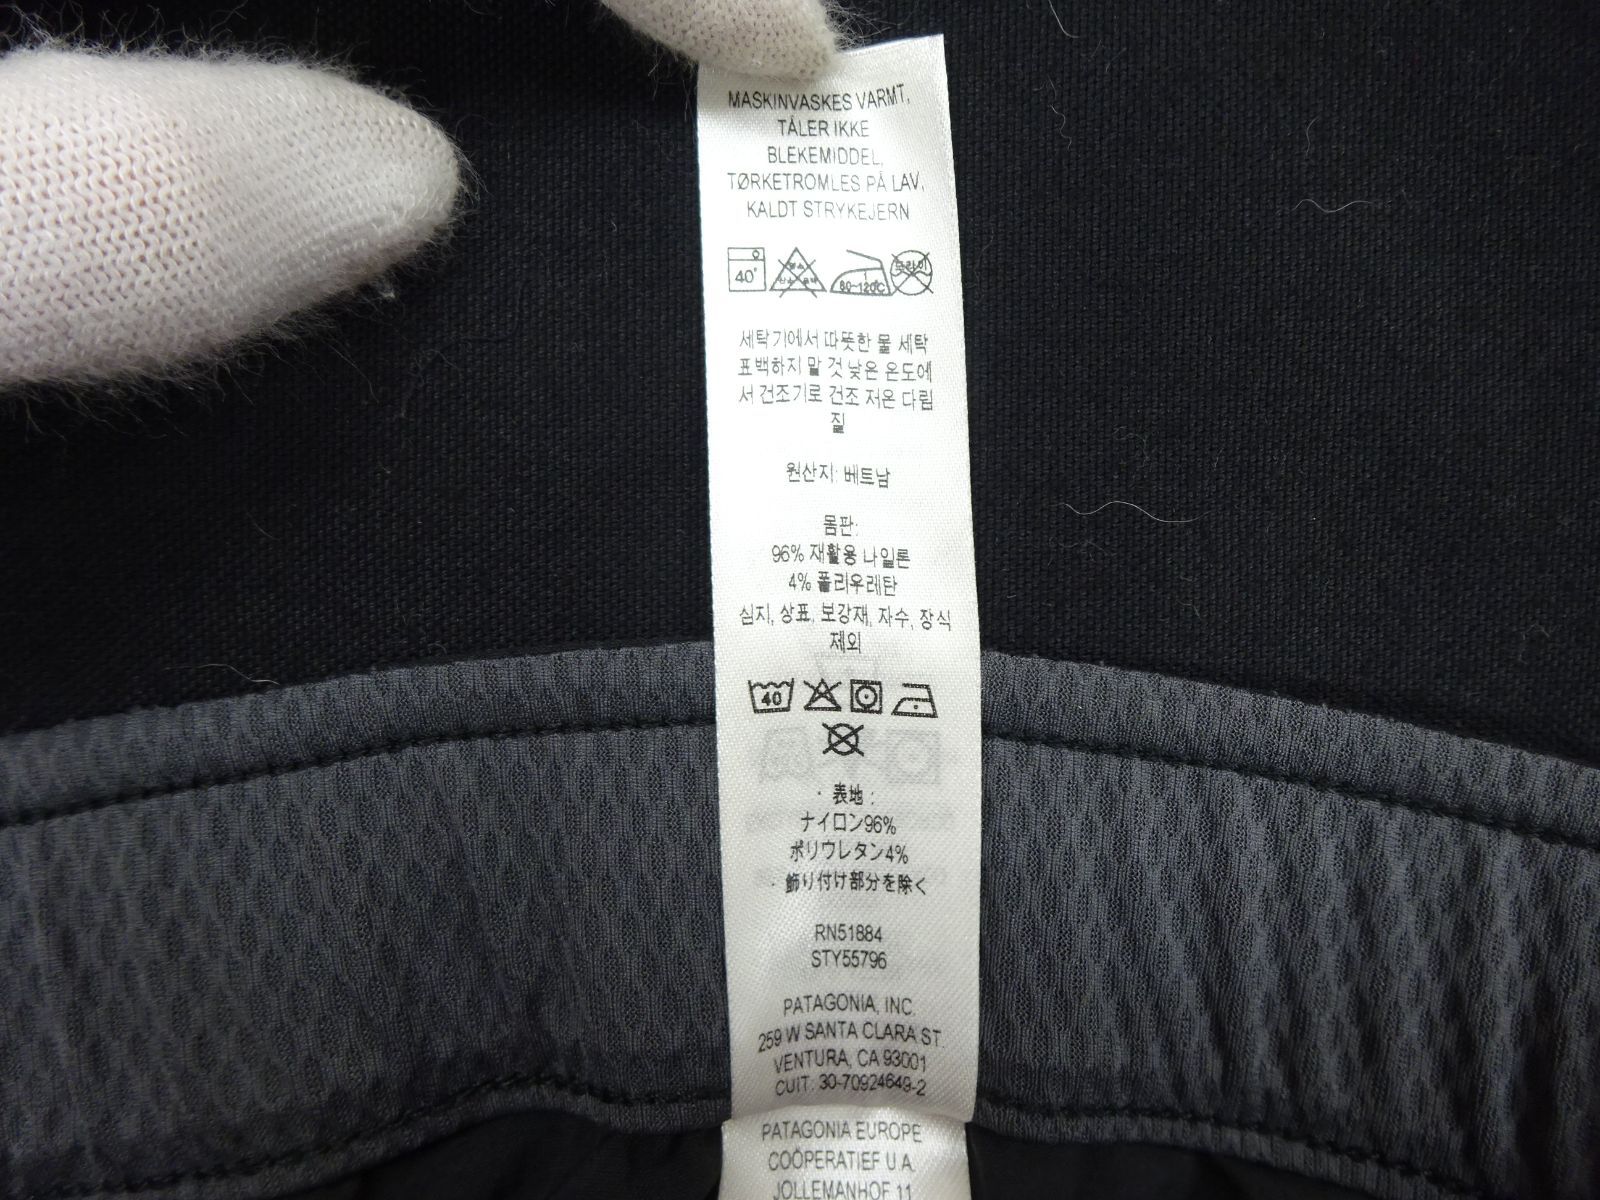 MASKINVASKES VARMT,
TÅLER IKKE
BLEKEMIDDEL,
TØRKETROMLES PÅ LAV,
KALDT STRYKEJERN
40° 80~120℃ 드라이
세탁기에서 따뜻한 물 세탁
표백하지 말 것 낮은 온도에
서 건조기로 건조 저온 다림
질
원산지: 베트남
몸판:
96% 재활용 나일론
4% 폴리우레탄
심지, 상표, 보강재, 자수, 장식
제외
40
・表地:
ナイロン96%
ポリウレタン4%
・飾り付け部分を除く
RN51884
STY55796
PATAGONIA, INC.
259 W SANTA CLARA ST.
VENTURA, CA 93001
CUIT: 30-70924649-2
PATAGONIA EUROPE
COÖPERATIEF U.A.
JOLLEMANHOF 11